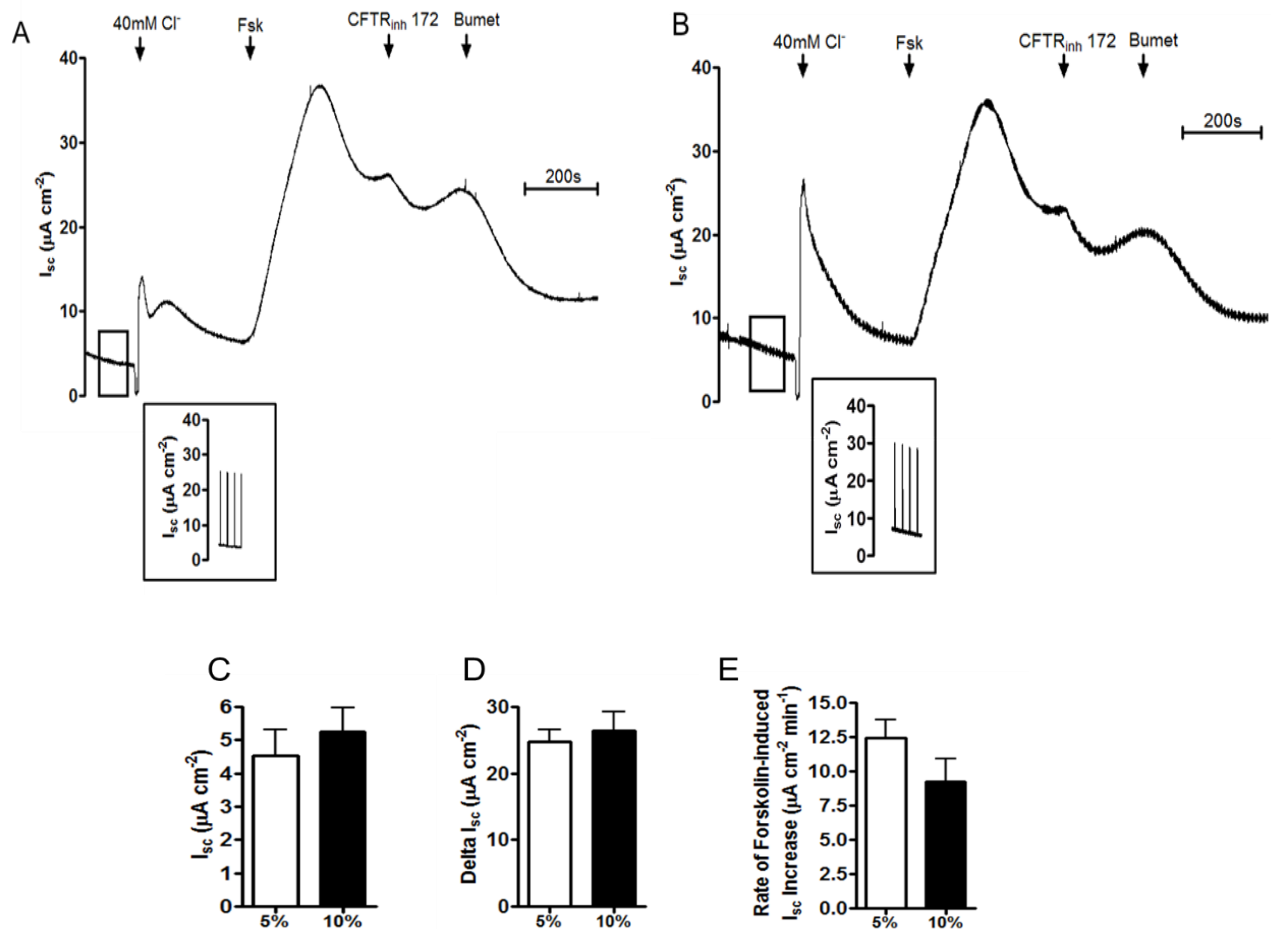 A
40mM Cl⁻
Fsk
CFTRinh 172
Bumet
40
30
20
10
0
Isc (µA cm⁻²)
200s
40
30
20
10
0
Isc (µA cm⁻²)
B
40mM Cl⁻
Fsk
CFTRinh 172
Bumet
40
30
20
10
0
Isc (µA cm⁻²)
200s
40
30
20
10
0
Isc (µA cm⁻²)
C
6
5
4
3
2
1
0
Isc (µA cm⁻²)
5%
10%
D
30
20
10
0
Delta Isc (µA cm⁻²)
5%
10%
E
15.0
12.5
10.0
7.5
5.0
2.5
0.0
Rate of Forskolin-induced
Isc Increase (µA cm⁻² min⁻¹)
5%
10%